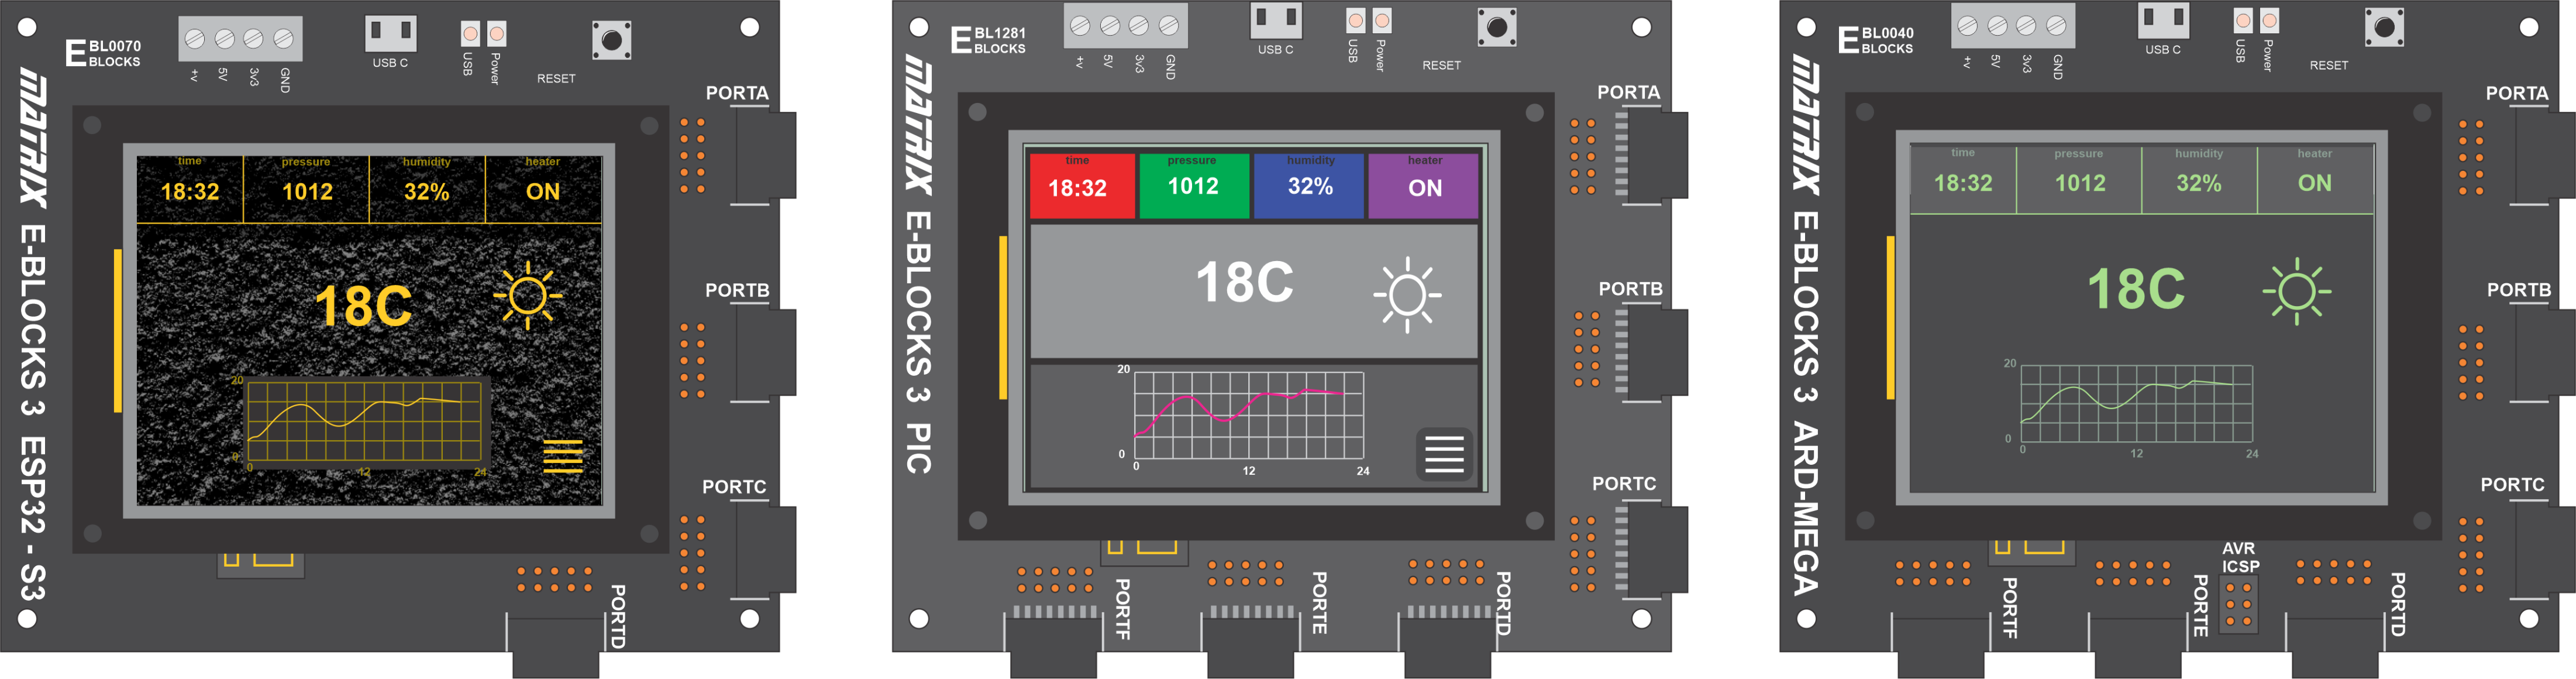 E BL0070
BLOCKS
+v 5V 3v3 GND
USB C
USB Power
RESET
MATRIX E-BLOCKS 3 ESP32 - S3
PORTA
PORTB
PORTC
PORTD
time pressure humidity heater
18:32 1012 32% ON
18C
20
0
0 12 24
E BL1281
BLOCKS
+v 5V 3v3 GND
USB C
USB Power
RESET
MATRIX E-BLOCKS 3 PIC
PORTA
PORTB
PORTC
PORTF PORTE PORTD
time pressure humidity heater
18:32 1012 32% ON
18C
20
0
0 12 24
E BL0040
BLOCKS
+v 5V 3v3 GND
USB C
USB Power
RESET
MATRIX E-BLOCKS 3 ARD-MEGA
PORTA
PORTB
PORTC
time pressure humidity heater
18:32 1012 32% ON
18C
20
0
0 12 24
AVR
ICSP
PORTF PORTE PORTD